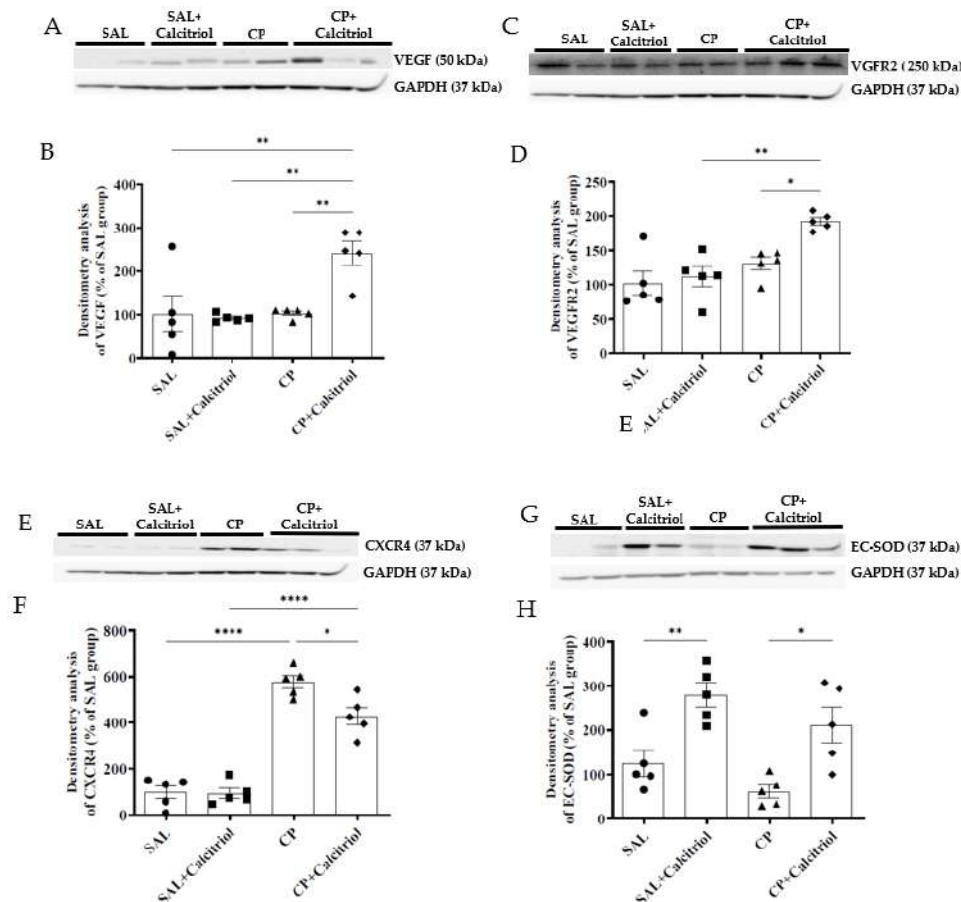 A
SAL
SAL+
Calcitriol
CP
CP+
Calcitriol
VEGF (50 kDa)
GAPDH (37 kDa)
C
SAL
SAL+
Calcitriol
CP
CP+
Calcitriol
VGFR2 (250 kDa)
GAPDH (37 kDa)
B
**
**
**
Densitometry analysis
of VEGF (% of SAL group)
400
300
200
100
0
SAL
SAL+Calcitriol
CP
CP+Calcitriol
D
**
*
Densitometry analysis
of VEGFR2 (% of SAL group)
250
200
150
100
50
0
SAL
AL+Calcitriol
CP
CP+Calcitriol
E
E
SAL
SAL+
Calcitriol
CP
CP+
Calcitriol
CXCR4 (37 kDa)
GAPDH (37 kDa)
G
SAL
SAL+
Calcitriol
CP
CP+
Calcitriol
EC-SOD (37 kDa)
GAPDH (37 kDa)
F
****
****
*
Densitometry analysis
of CXCR4 (% of SAL group)
800
600
400
200
0
SAL
SAL+Calcitriol
CP
CP+Calcitriol
H
**
*
Densitometry analysis
of EC-SOD (% of SAL group)
400
300
200
100
0
SAL
SAL+Calcitriol
CP
CP+Calcitriol